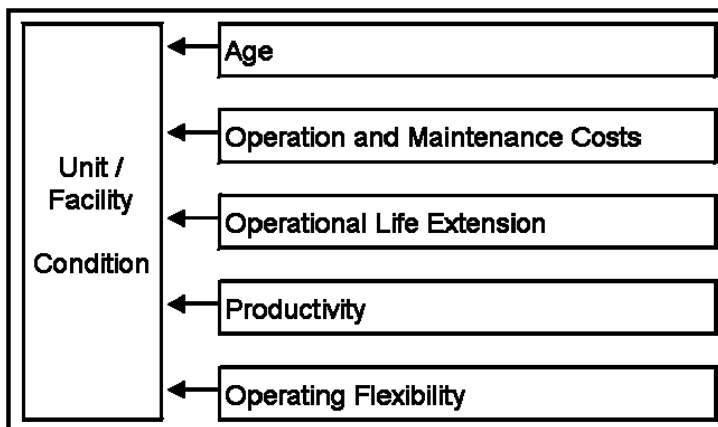 Unit /
Facility
Condition
Age
Operation and Maintenance Costs
Operational Life Extension
Productivity
Operating Flexibility